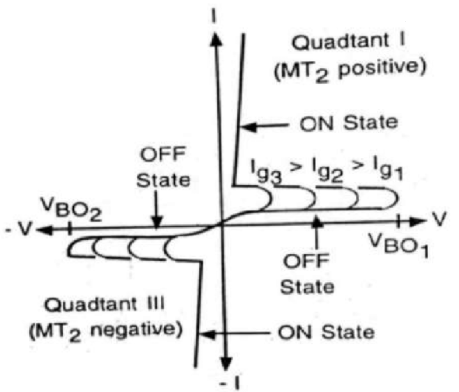 I
Quadtant I
(MT2 positive)
ON State
OFF
State
Ig3 > Ig2 > Ig1
VBO2
- V
V
VBO1
OFF
State
Quadtant III
(MT2 negative)
ON State
- I